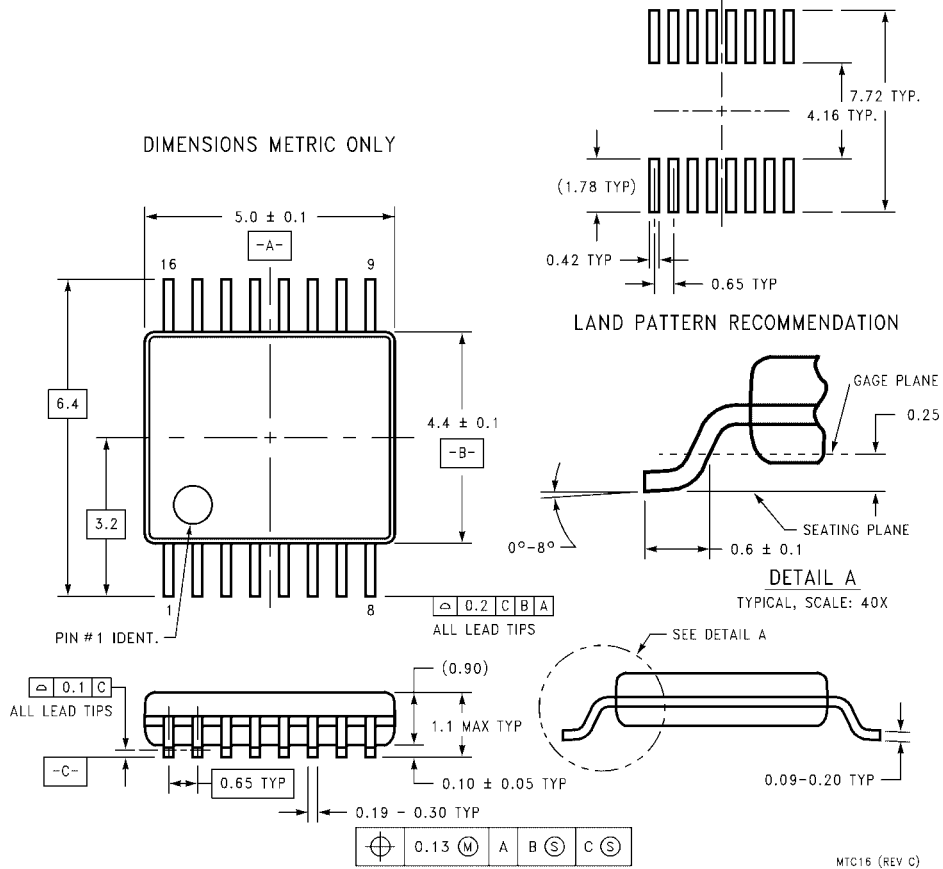 7.72 TYP.
4.16 TYP.
DIMENSIONS METRIC ONLY
(1.78 TYP)
5.0 ± 0.1
-A-
0.42 TYP
0.65 TYP
16
9
LAND PATTERN RECOMMENDATION
GAGE PLANE
6.4
4.4 ± 0.1
0.25
-B-
3.2
SEATING PLANE
0°-8°
0.6 ± 0.1
DETAIL A
TYPICAL, SCALE: 40X
1
8
⌓ 0.2 C B A
ALL LEAD TIPS
PIN #1 IDENT.
SEE DETAIL A
(0.90)
⌓ 0.1 C
ALL LEAD TIPS
1.1 MAX TYP
-C-
0.65 TYP
0.10 ± 0.05 TYP
0.09-0.20 TYP
0.19 - 0.30 TYP
⌖ 0.13 Ⓜ A B Ⓢ C Ⓢ
MTC16 (REV C)